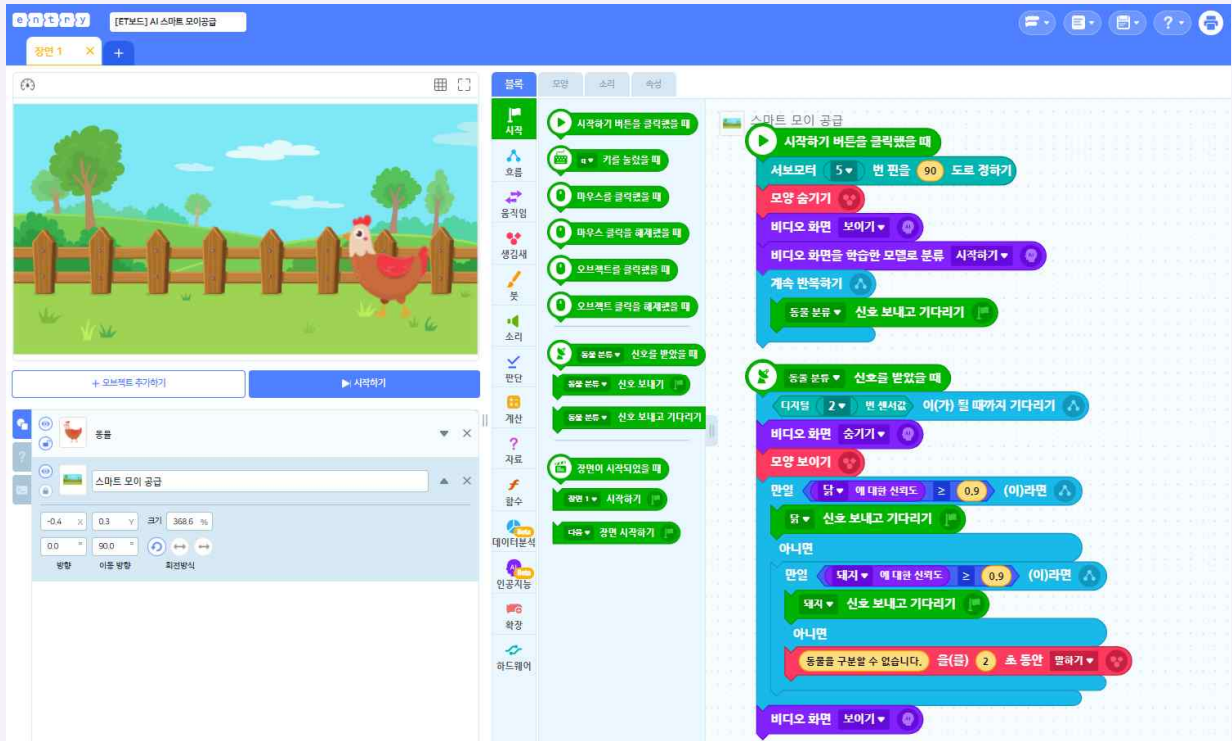 entry
[ET보드] AI 스마트 모이공급
장면 1
블록
모양
소리
속성
시작
흐름
움직임
생김새
붓
소리
판단
계산
자료
함수
데이터분석
인공지능
확장
하드웨어
시작하기 버튼을 클릭했을 때
q 키를 눌렀을 때
마우스를 클릭했을 때
마우스 클릭을 해제했을 때
오브젝트를 클릭했을 때
오브젝트 클릭을 해제했을 때
동물 분류 신호를 받았을 때
동물 분류 신호 보내기
동물 분류 신호 보내고 기다리기
장면이 시작되었을 때
장면 1 시작하기
다음 장면 시작하기
+ 오브젝트 추가하기
시작하기
동물
스마트 모이 공급
-0.4 X 0.3 Y 크기 368.6 %
0.0 ° 90.0 °
방향 이동 방향 회전방식
스마트 모이 공급
시작하기 버튼을 클릭했을 때
서보모터 5 번 핀을 90 도로 정하기
모양 숨기기
비디오 화면 보이기
비디오 화면을 학습한 모델로 분류 시작하기
계속 반복하기
동물 분류 신호 보내고 기다리기
동물 분류 신호를 받았을 때
디지털 2 번 센서값 이(가) 될 때까지 기다리기
비디오 화면 숨기기
모양 보이기
만일 닭 에 대한 신뢰도 ≥ 0.9 (이)라면
닭 신호 보내고 기다리기
아니면
만일 돼지 에 대한 신뢰도 ≥ 0.9 (이)라면
돼지 신호 보내고 기다리기
아니면
동물을 구분할 수 없습니다. 을(를) 2 초 동안 말하기
비디오 화면 보이기